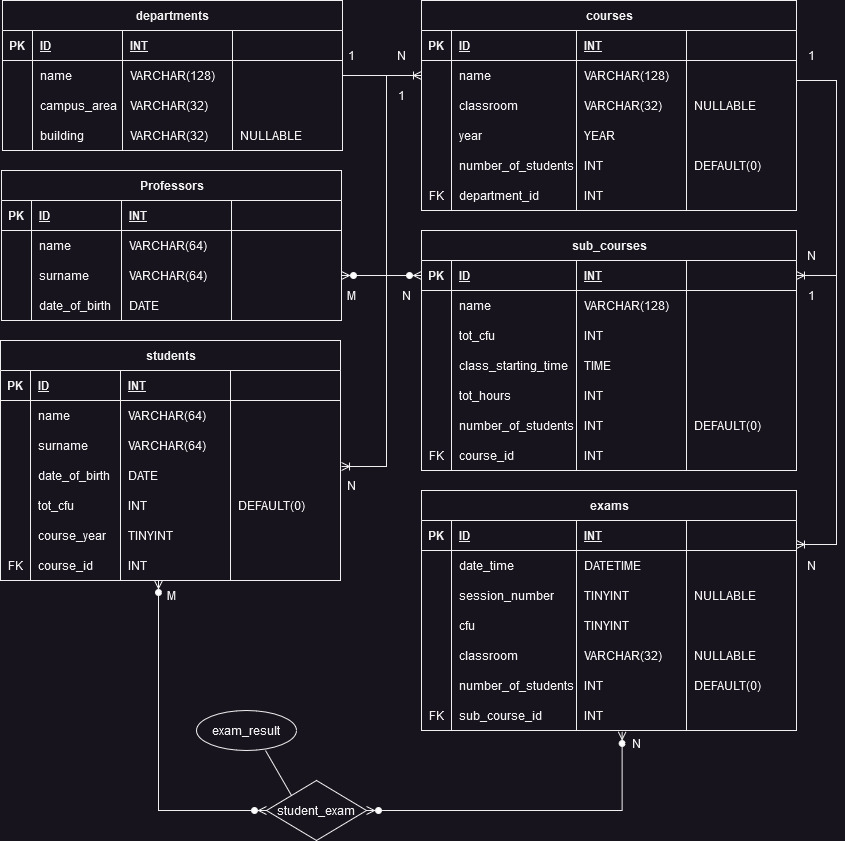 departments
PK ID INT
name VARCHAR(128)
campus_area VARCHAR(32)
building VARCHAR(32) NULLABLE
1 N
1
courses
PK ID INT
name VARCHAR(128)
classroom VARCHAR(32) NULLABLE
year YEAR
number_of_students INT DEFAULT(0)
FK department_id INT
1
Professors
PK ID INT
name VARCHAR(64)
surname VARCHAR(64)
date_of_birth DATE
M N
sub_courses
PK ID INT
name VARCHAR(128)
tot_cfu INT
class_starting_time TIME
tot_hours INT
number_of_students INT DEFAULT(0)
FK course_id INT
N
1
students
PK ID INT
name VARCHAR(64)
surname VARCHAR(64)
date_of_birth DATE
tot_cfu INT DEFAULT(0)
course_year TINYINT
FK course_id INT
N
M
exams
PK ID INT
date_time DATETIME
session_number TINYINT NULLABLE
cfu TINYINT
classroom VARCHAR(32) NULLABLE
number_of_students INT DEFAULT(0)
FK sub_course_id INT
N
N
exam_result
student_exam